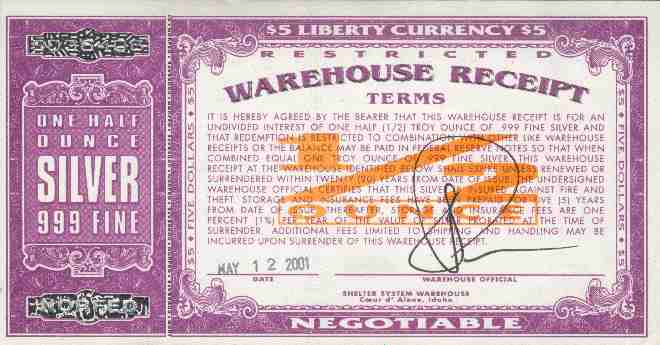 $5 LIBERTY CURRENCY $5
RESTRICTED
WAREHOUSE RECEIPT
TERMS
IT IS HEREBY AGREED BY THE BEARER THAT THIS WAREHOUSE RECEIPT IS FOR AN
UNDIVIDED INTEREST OF ONE HALF (1/2) TROY OUNCE OF .999 FINE SILVER AND
THAT REDEMPTION IS RESTRICTED TO COMBINATION WITH OTHER LIKE WAREHOUSE
RECEIPTS OR THE BALANCE MAY BE PAID IN FEDERAL RESERVE NOTES SO THAT WHEN
COMBINED EQUAL ONE TROY OUNCE OF .999 FINE SILVER. THIS WAREHOUSE
RECEIPT AT THE WAREHOUSE IDENTIFIED BELOW SHALL EXPIRE UNLESS RENEWED OR
SURRENDERED WITHIN TWENTY (20) YEARS FROM DATE OF ISSUE. THE UNDERSIGNED
WAREHOUSE OFFICIAL CERTIFIES THAT THIS SILVER IS INSURED AGAINST FIRE AND
THEFT. STORAGE AND INSURANCE FEES HAVE BEEN PREPAID FIVE (5) YEARS
FROM DATE OF ISSUE. THEREAFTER, INSURANCE FEES ARE ONE
PERCENT (1%) PER YEAR OF THE VALUE OF SILVER PRORATED AT THE TIME OF
SURRENDER. ADDITIONAL FEES LIMITED TO SHIPPING AND HANDLING MAY BE
INCURRED UPON SURRENDER OF THIS WAREHOUSE RECEIPT.
1/2
OUNCE
MAY 12 2001
DATE
WAREHOUSE OFFICIAL
SHELTER SYSTEM WAREHOUSE
Cœur d'Alene, Idaho
NEGOTIABLE
ONE HALF
OUNCE
SILVER
999 FINE
$5 • FIVE DOLLARS • $5
$5 • FIVE DOLLARS • $5